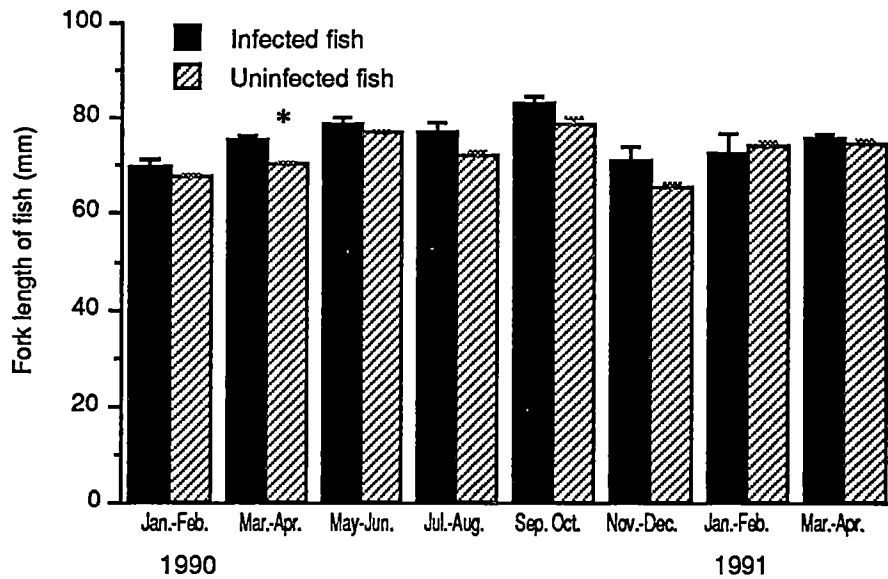 100
80
60
40
20
0
Fork length of fish (mm)
Infected fish
Uninfected fish
*
Jan.-Feb. Mar.-Apr. May-Jun. Jul.-Aug. Sep. Oct. Nov.-Dec. Jan.-Feb. Mar.-Apr.
1990 1991